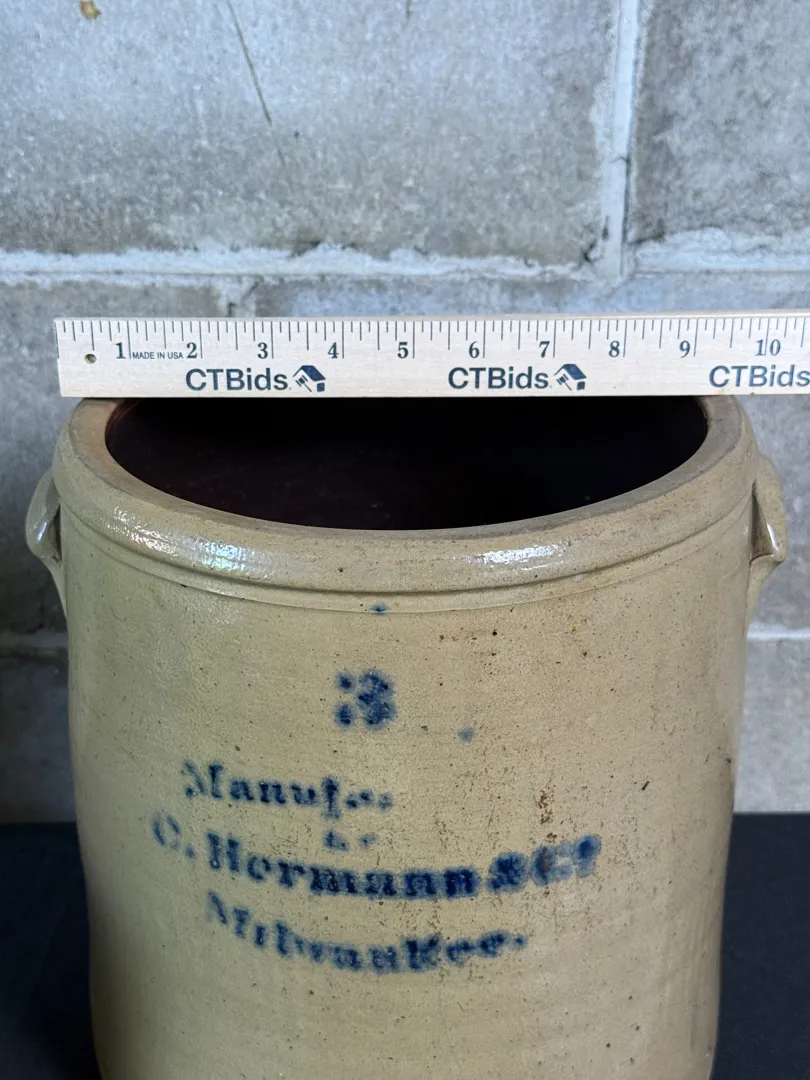 1 MADE IN USA 2 3 4 5 6 7 8 9 10
CTBids CTBids CTBids
3
C. Hermann & Co
Milwaukee.